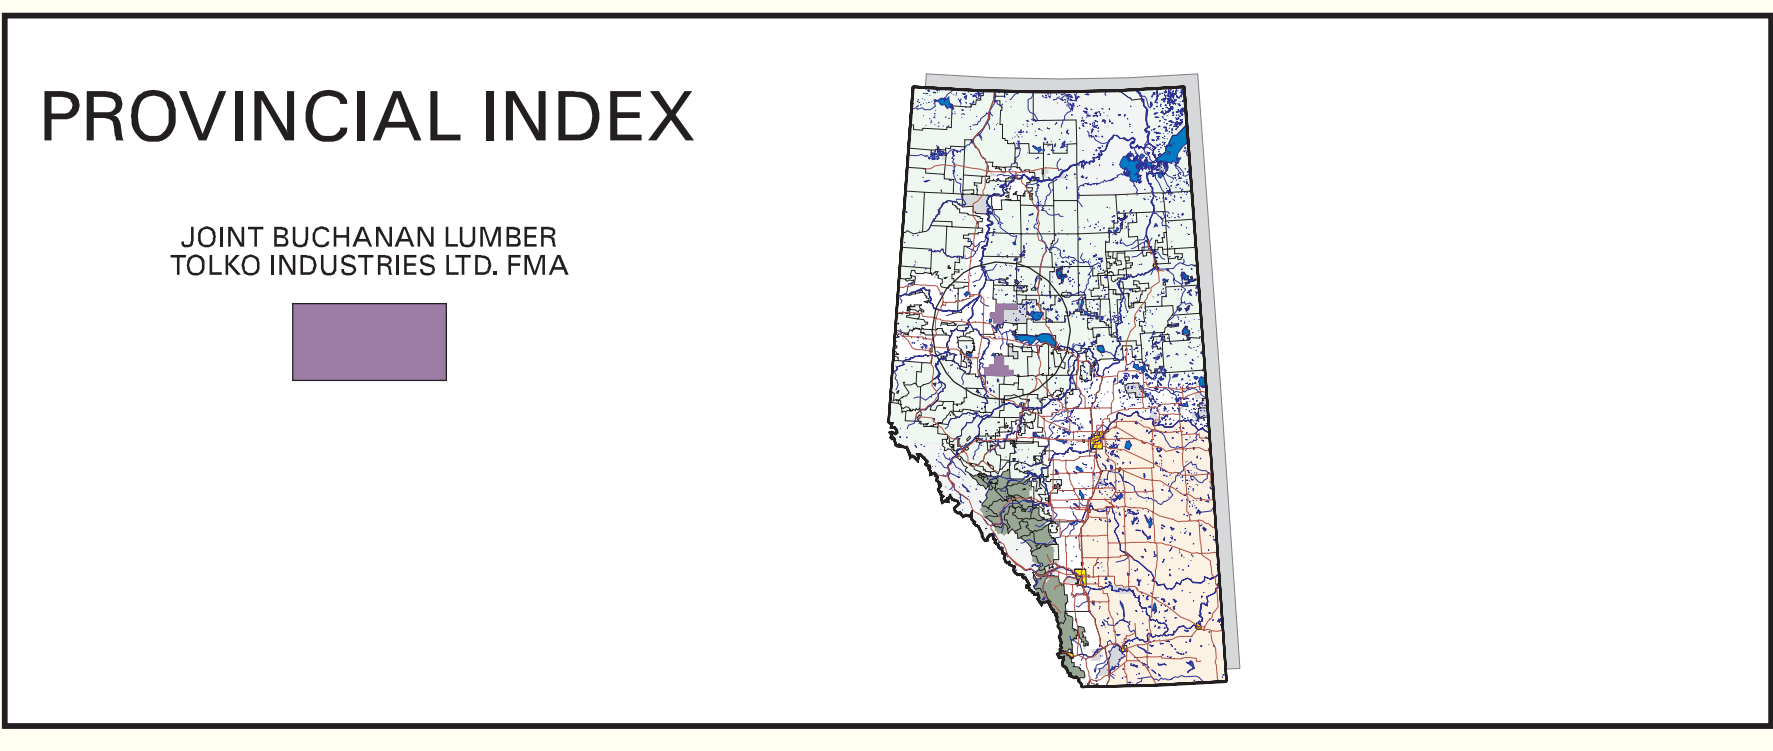 PROVINCIAL INDEX
JOINT BUCHANAN LUMBER
TOLKO INDUSTRIES LTD. FMA